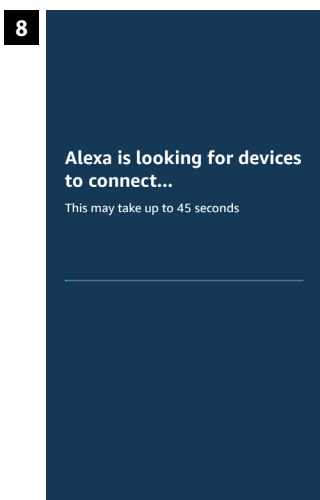 8
Alexa is looking for devices
to connect...
This may take up to 45 seconds